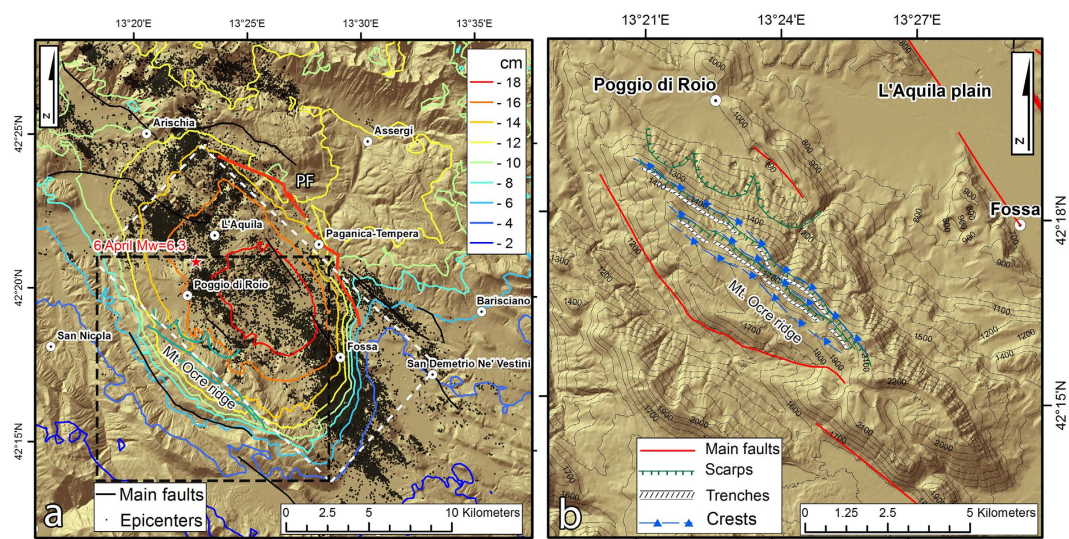 13°20'E 13°25'E 13°30'E 13°35'E
42°25'N
42°20'N
42°15'N
N
cm
- 18
- 16
- 14
- 12
- 10
- 8
- 6
- 4
- 2
Arischia
Assergi
PF
L'Aquila
Paganica-Tempera
6 April Mw=6.3
Poggio di Roio
Barisciano
San Nicola
Fossa
San Demetrio Ne' Vestini
Mt. Ocre ridge
Main faults
Epicenters
0 2.5 5 10 Kilometers
a
13°21'E 13°24'E 13°27'E
42°18'N
42°15'N
N
Poggio di Roio
L'Aquila plain
Fossa
Mt. Ocre ridge
Main faults
Scarps
Trenches
Crests
0 1.25 2.5 5 Kilometers
b